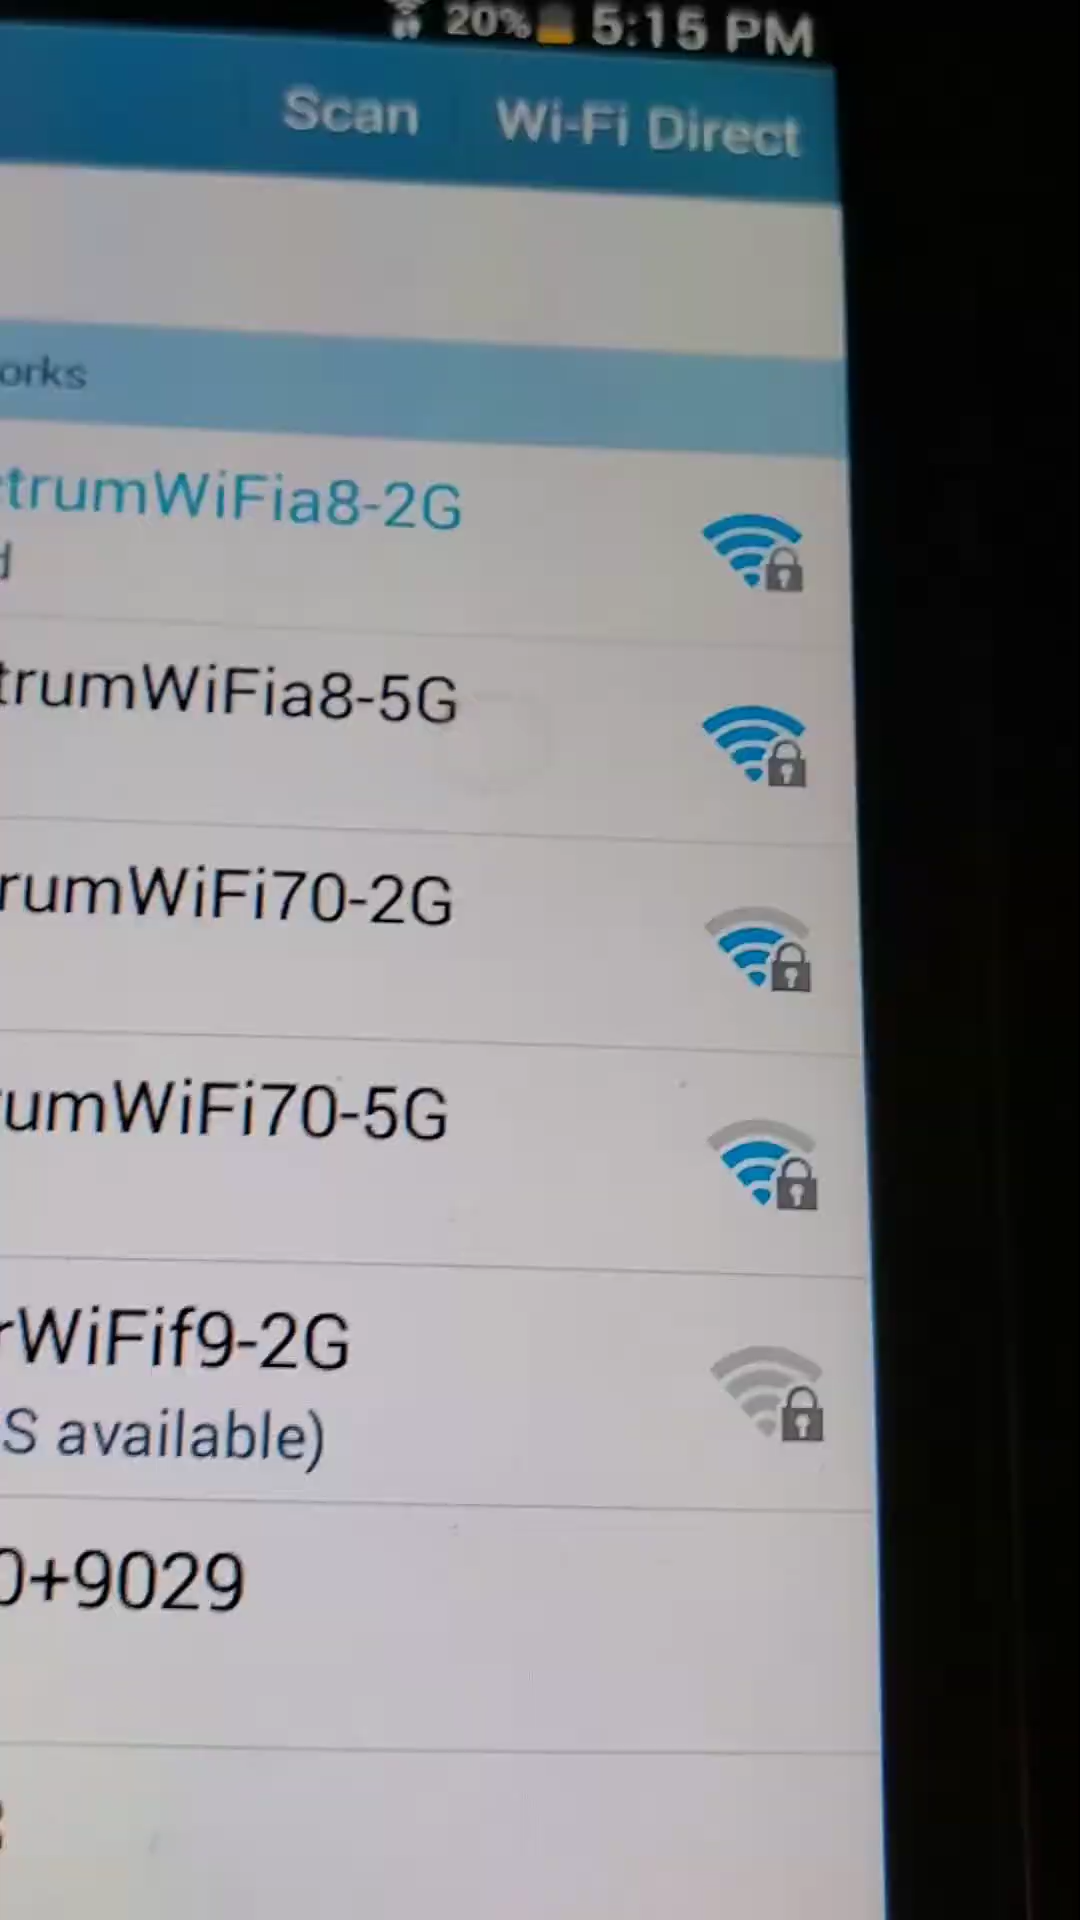 20% 5:15 PM
Scan Wi-Fi Direct
orks
trumWiFia8-2G
d
trumWiFia8-5G
rumWiFi70-2G
umWiFi70-5G
rWiFif9-2G
S available)
0+9029